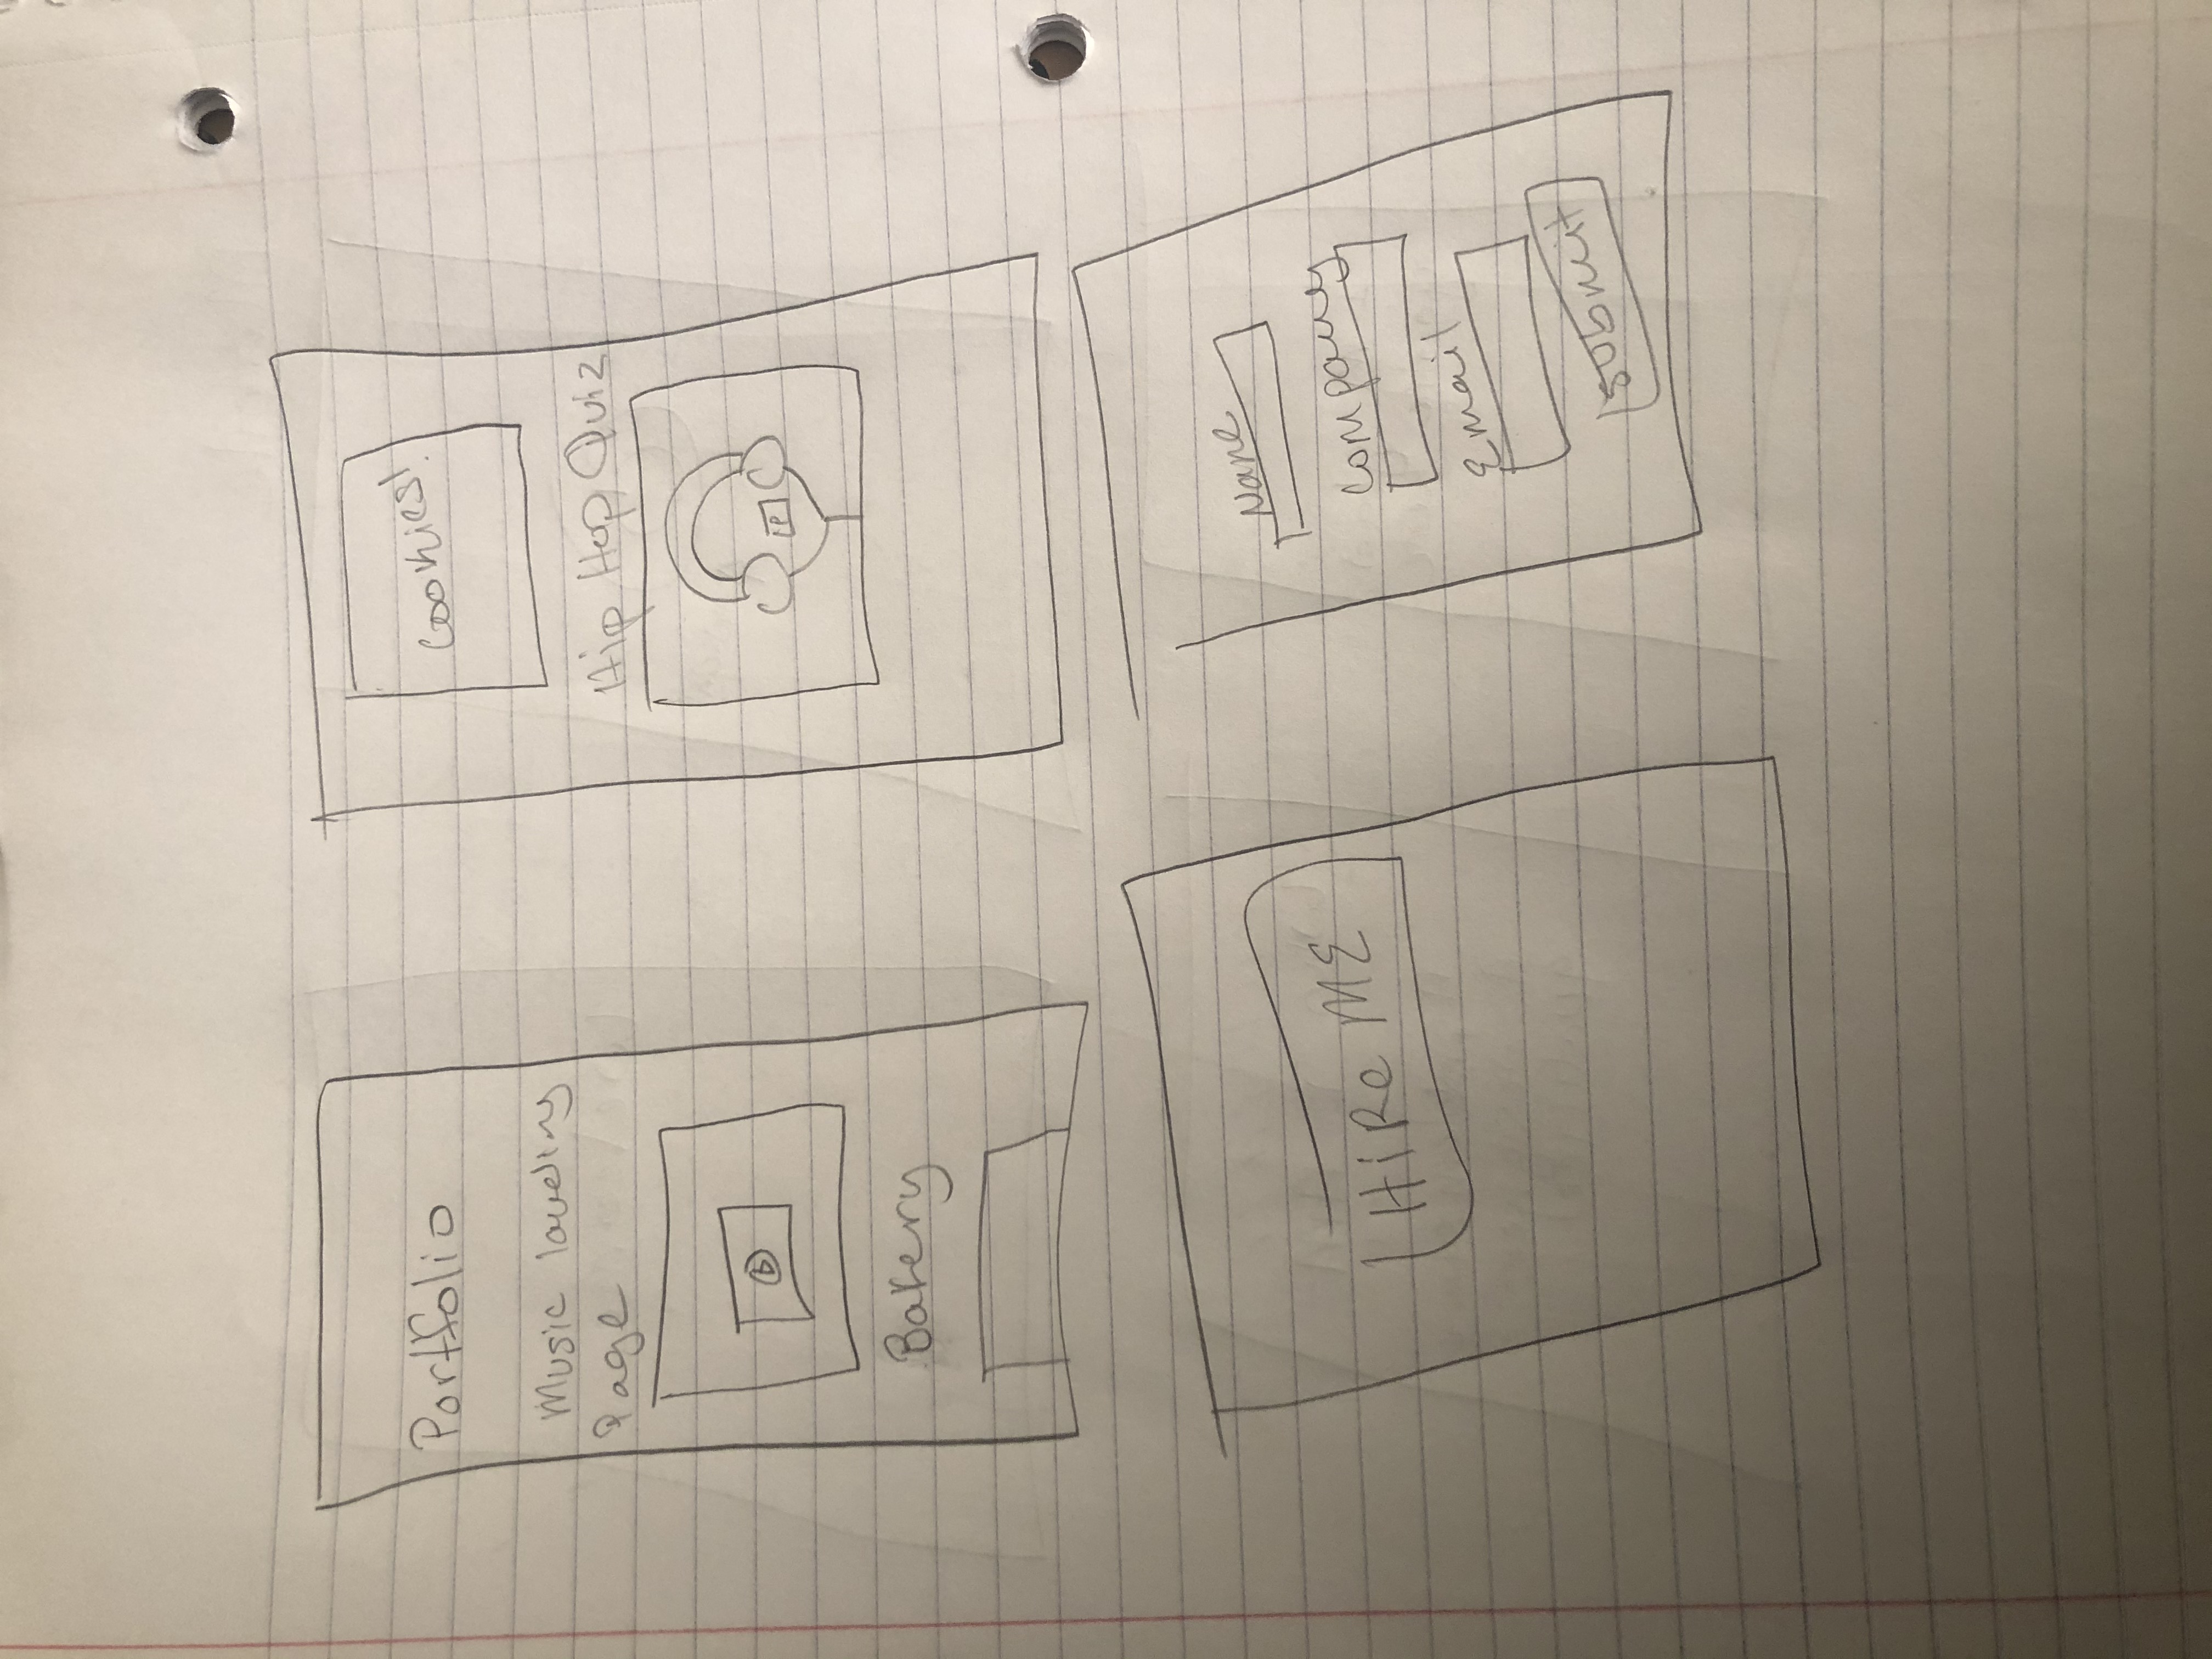 Portfolio
Music landing
Page
Bakery
Cookies!
Hip Hop Quiz
HiRe ME
Name
Company
Email
Submit